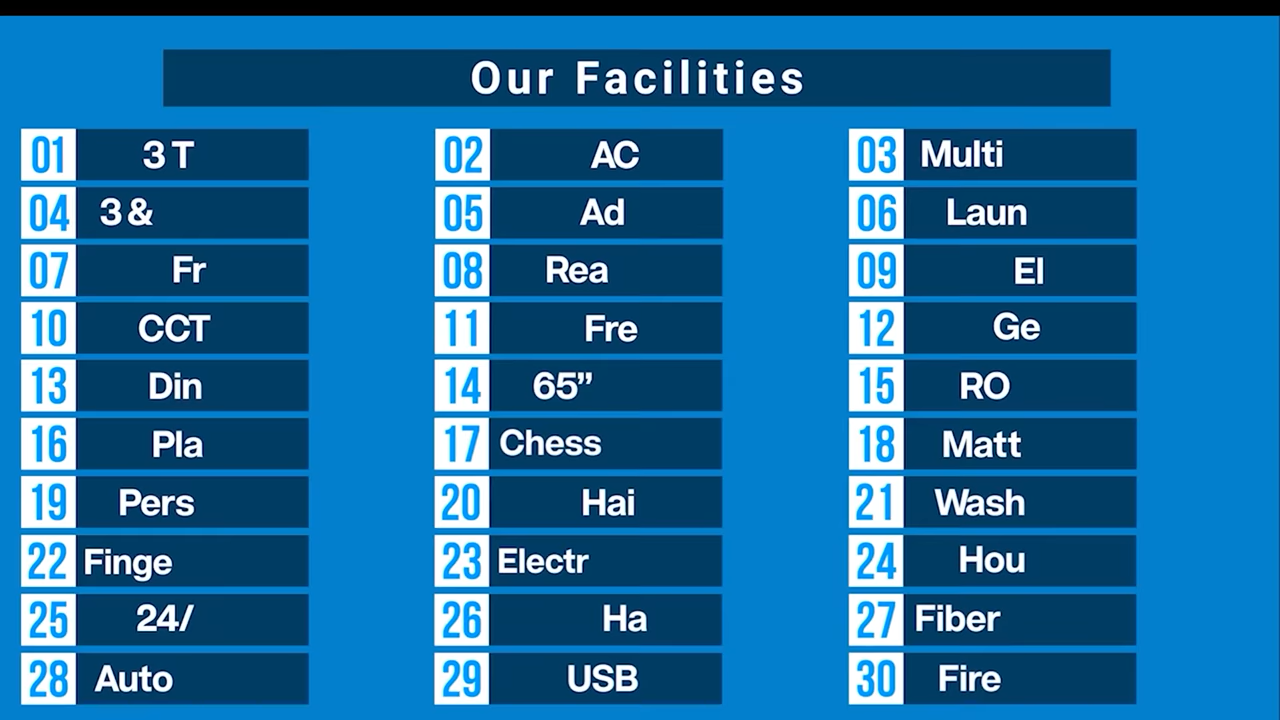 Our Facilities
01 3 T
02 AC
03 Multi
04 3 &
05 Ad
06 Laun
07 Fr
08 Rea
09 El
10 CCT
11 Fre
12 Ge
13 Din
14 65”
15 RO
16 Pla
17 Chess
18 Matt
19 Pers
20 Hai
21 Wash
22 Finge
23 Electr
24 Hou
25 24/
26 Ha
27 Fiber
28 Auto
29 USB
30 Fire